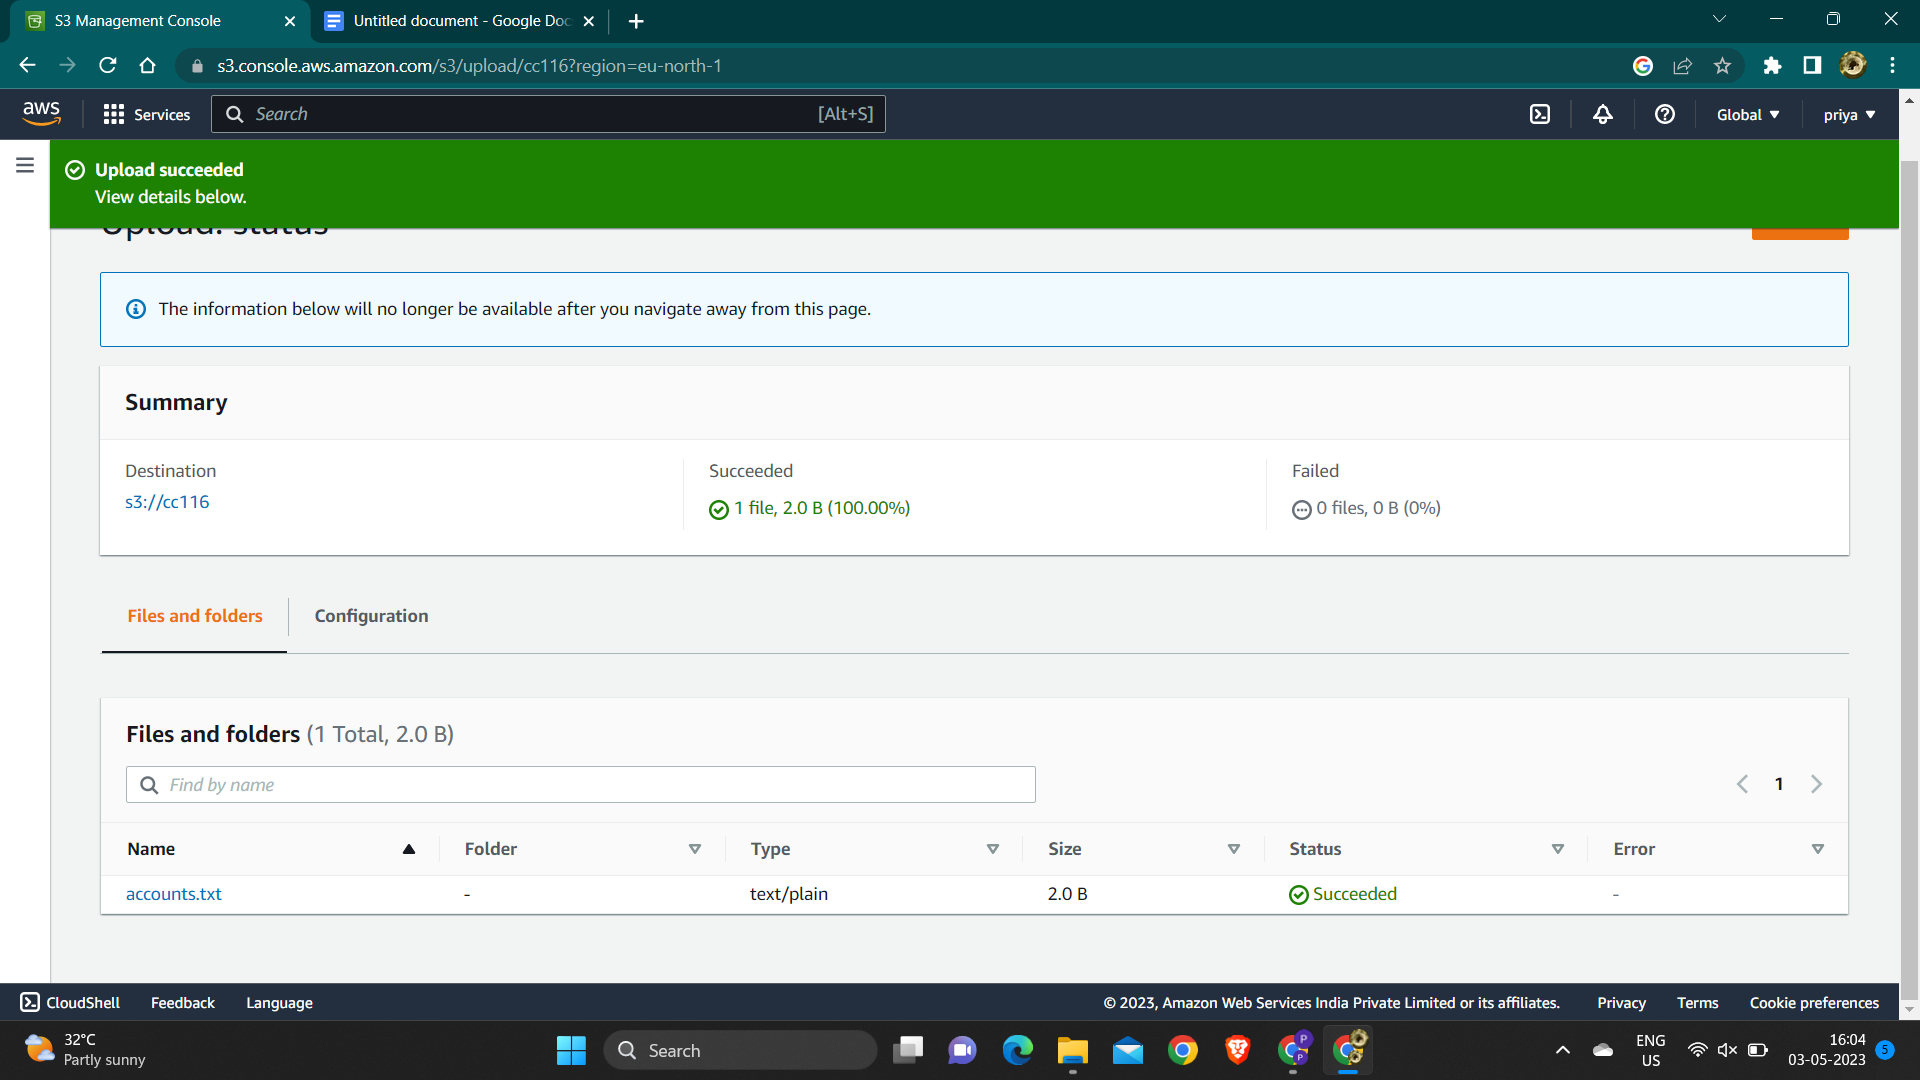 S3 Management Console
Untitled document - Google Doc
s3.console.aws.amazon.com/s3/upload/cc116?region=eu-north-1
aws
Services
Search
[Alt+S]
Global
priya
Upload succeeded
View details below.
Upload: status
The information below will no longer be available after you navigate away from this page.
Summary
Destination
s3://cc116
Succeeded
1 file, 2.0 B (100.00%)
Failed
0 files, 0 B (0%)
Files and folders
Configuration
Files and folders (1 Total, 2.0 B)
Find by name
1
Name
Folder
Type
Size
Status
Error
accounts.txt
-
text/plain
2.0 B
Succeeded
-
CloudShell
Feedback
Language
© 2023, Amazon Web Services India Private Limited or its affiliates.
Privacy
Terms
Cookie preferences
32°C
Partly sunny
Search
P
P
ENG
US
16:04
03-05-2023
5